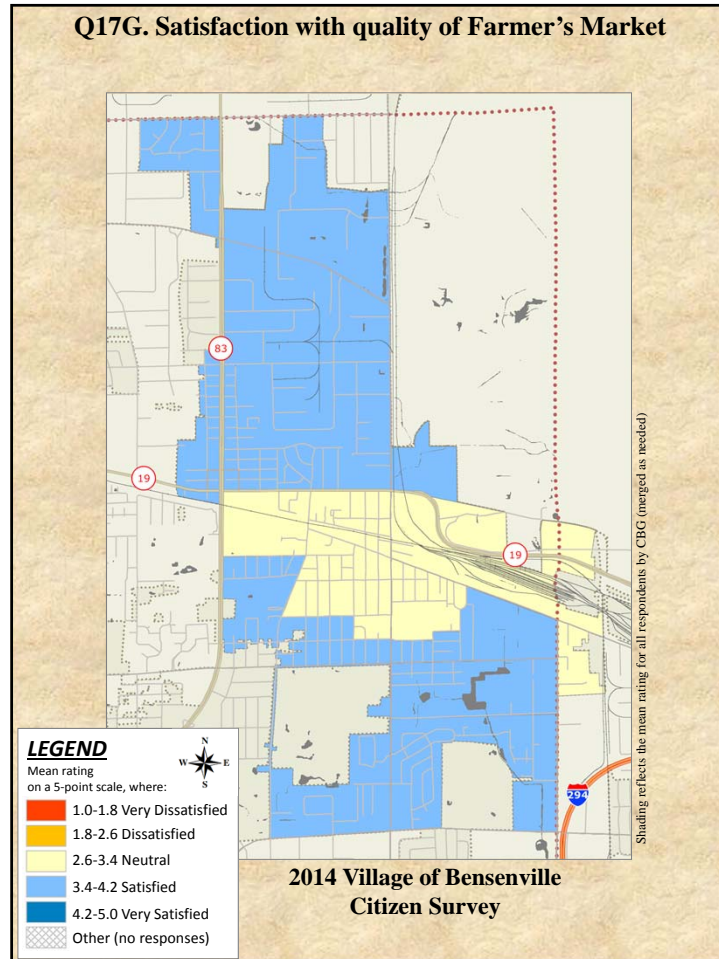 Q17G. Satisfaction with quality of Farmer's Market
83
19
19
294
Shading reflects the mean rating for all respondents by CBG (merged as needed)
LEGEND
N
W E
S
Mean rating
on a 5-point scale, where:
1.0-1.8 Very Dissatisfied
1.8-2.6 Dissatisfied
2.6-3.4 Neutral
3.4-4.2 Satisfied
4.2-5.0 Very Satisfied
Other (no responses)
2014 Village of Bensenville
Citizen Survey